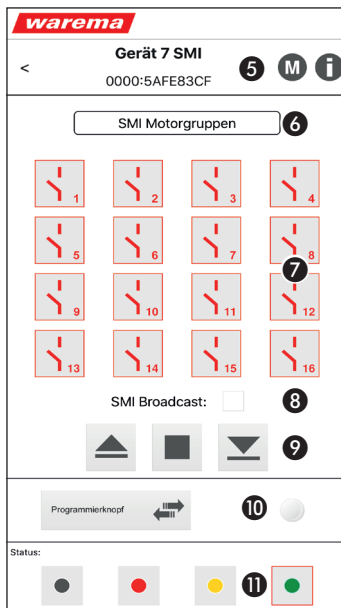 warema
<
Gerät 7 SMI
0000:5AFE83CF
5
M
i
SMI Motorgruppen
6
1 2 3 4
5 6 7 8
7
9 10 11 12
13 14 15 16
SMI Broadcast:
8
9
Programmierknopf
10
Status:
11